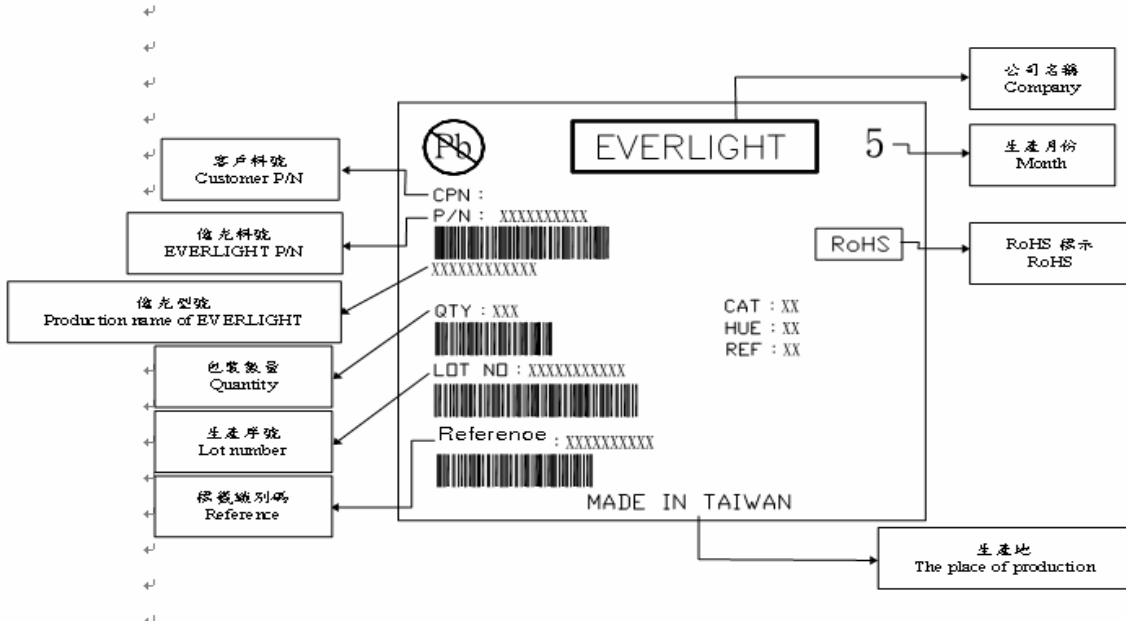 公司名稱
Company
Pb
EVERLIGHT
5
生產月份
Month
客戶料號
Customer P/N
CPN :
P/N : XXXXXXXXXX
億光料號
EVERLIGHT P/N
RoHS
RoHS 標示
RoHS
XXXXXXXXXXXX
億光型號
Production name of EVERLIGHT
QTY : XXX
CAT : XX
HUE : XX
REF : XX
包裝數量
Quantity
LOT NO : XXXXXXXXXXX
生產序號
Lot number
Reference : XXXXXXXXXX
標籤識別碼
Reference
MADE IN TAIWAN
生產地
The place of production